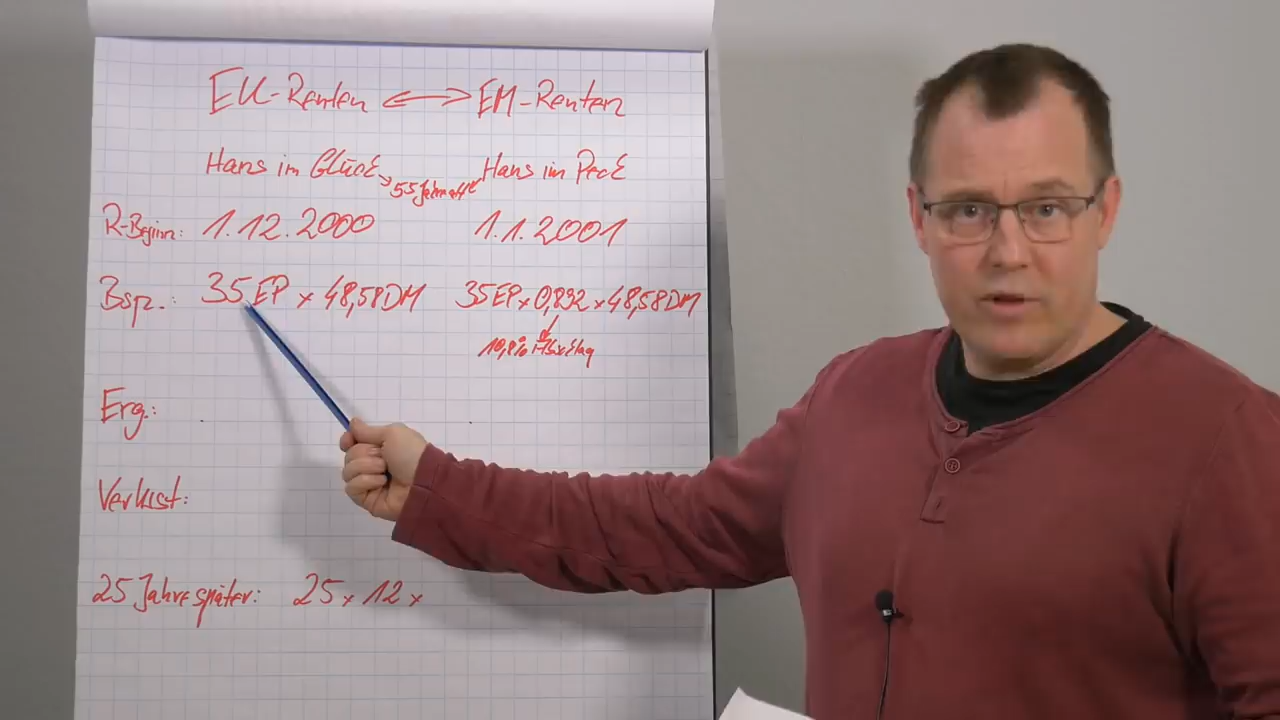 EU-Renten ↔ EM-Renten
Hans im Glück Hans im Pech
55 Jahre alt
R-Beginn: 1.12.2000 1.1.2001
Bsp.: 35 EP x 48,58 DM 35 EP x 0,892 x 48,58 DM
10,8% Abschlag
Erg.:
Verlust:
25 Jahre später: 25 x 12 x